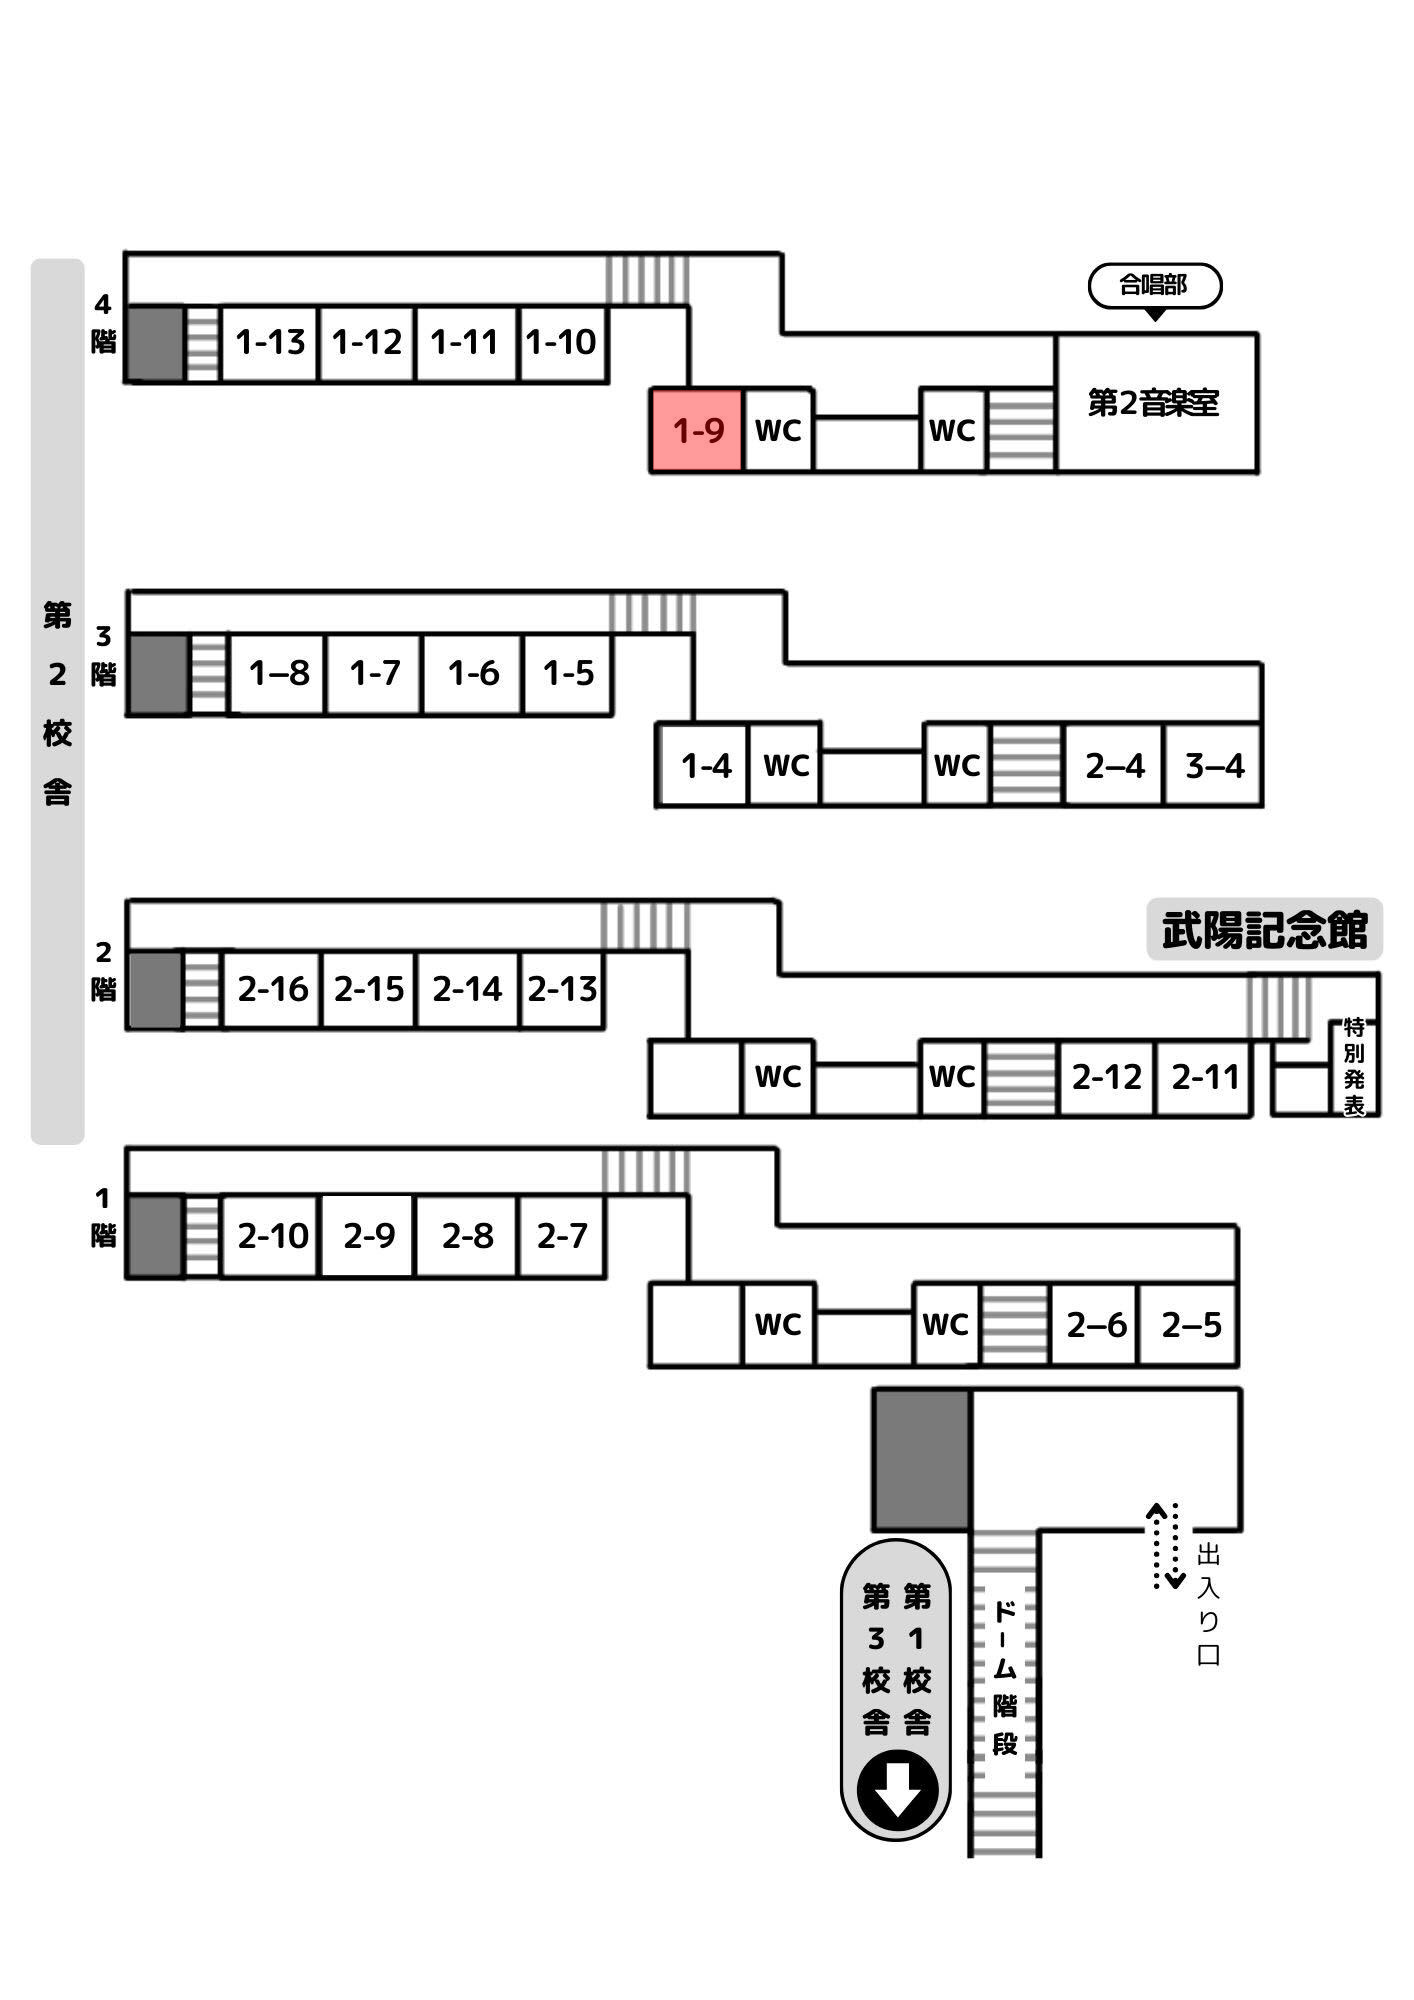 第2校舎
4階
合唱部
1-13 1-12 1-11 1-10
第2音楽室
1-9 WC WC
3階
1–8 1-7 1-6 1-5
1-4 WC WC 2–4 3–4
武陽記念館
2階
2-16 2-15 2-14 2-13
特別発表
WC WC 2-12 2-11
1階
2-10 2-9 2-8 2-7
WC WC 2–6 2–5
出入り口
第1校舎
第3校舎
ドーム階段